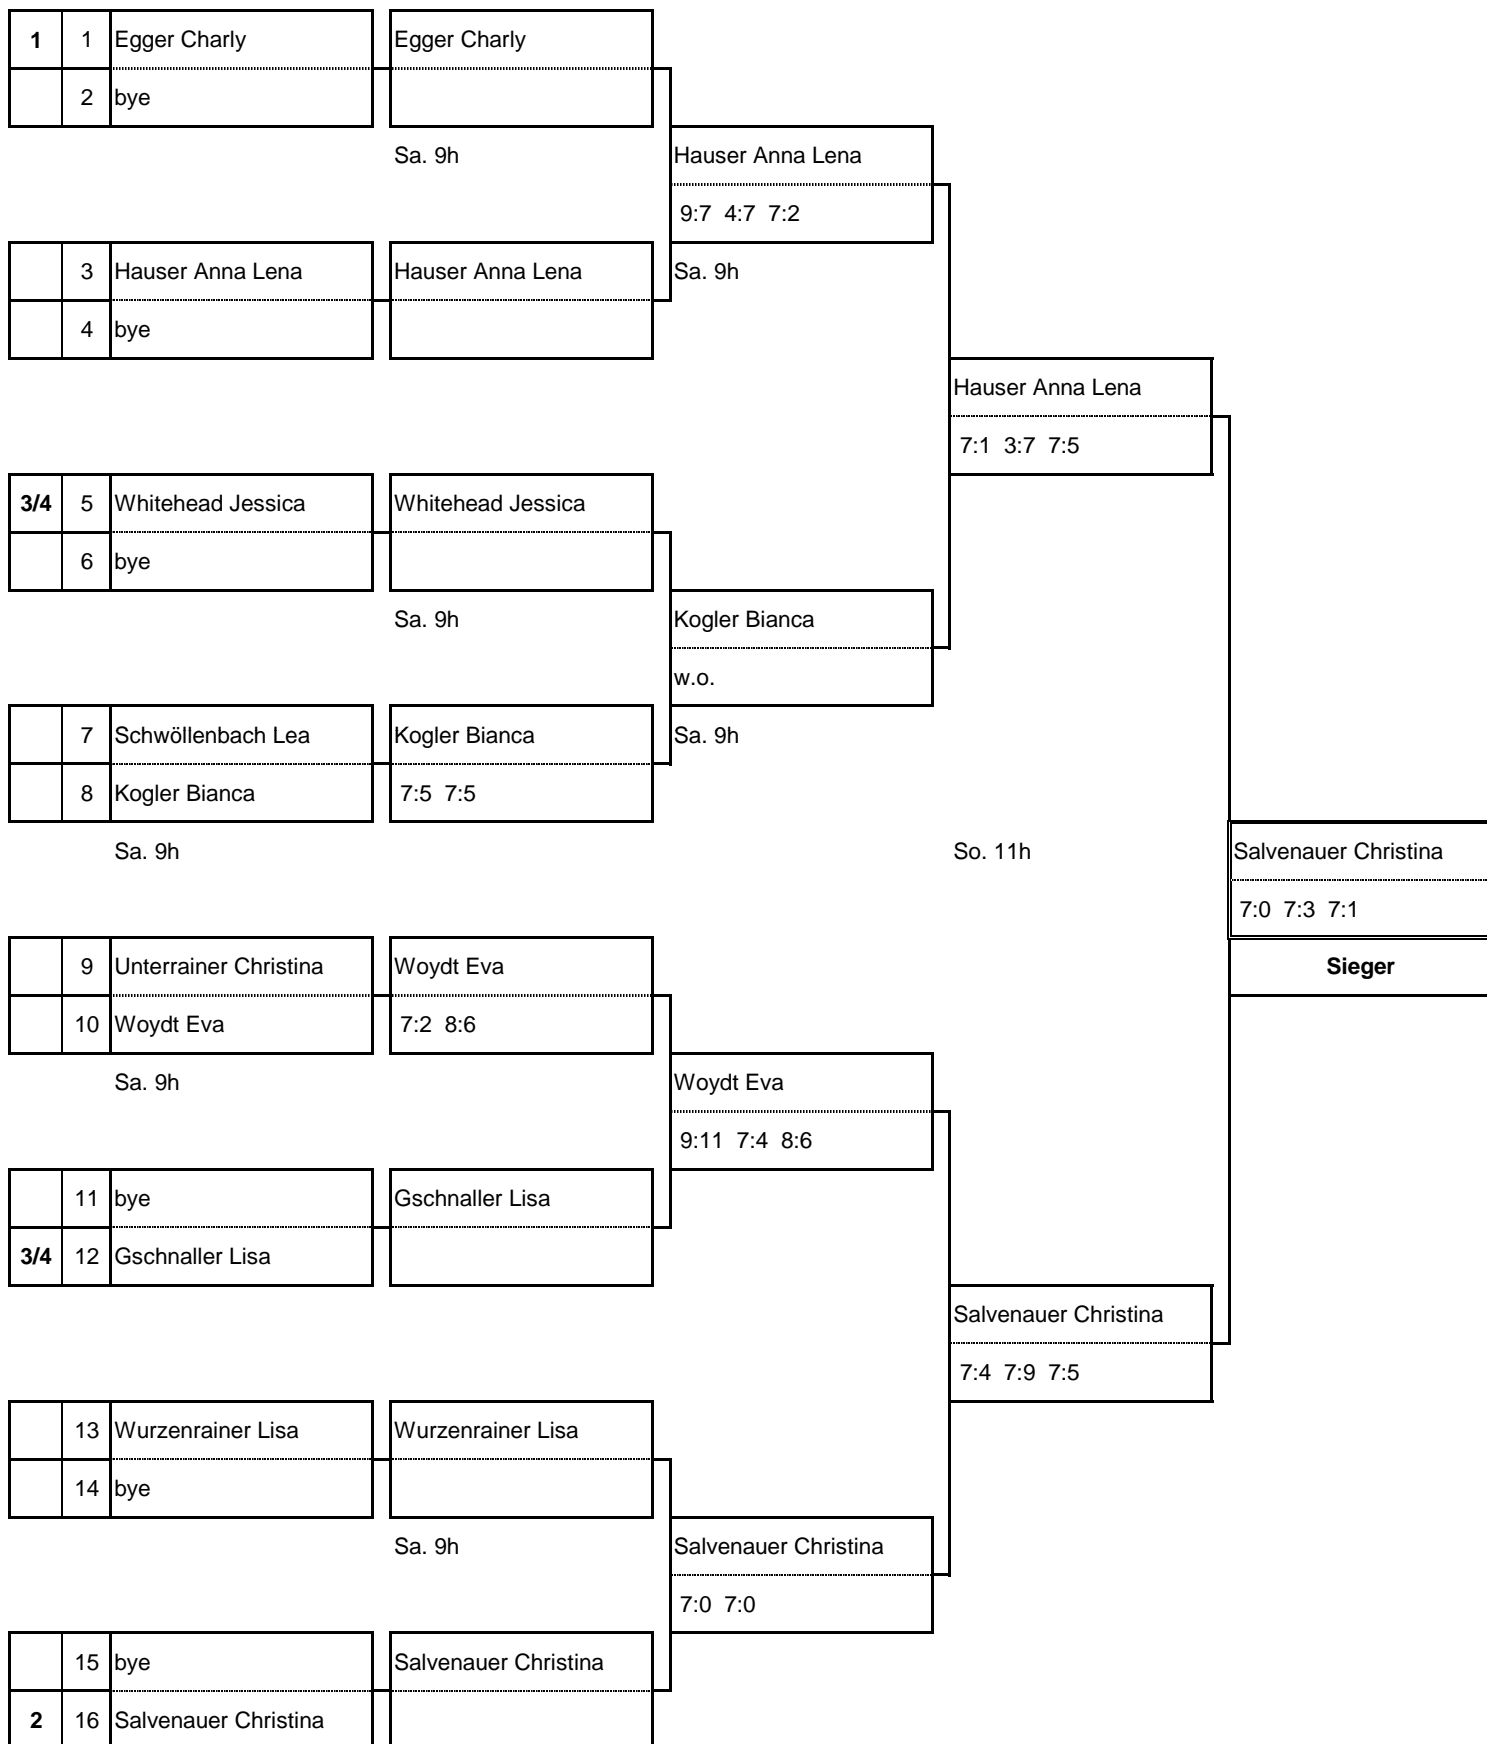 1 1 Egger Charly Egger Charly
2 bye
Sa. 9h Hauser Anna Lena
9:7 4:7 7:2
3 Hauser Anna Lena Hauser Anna Lena Sa. 9h
4 bye
Hauser Anna Lena
7:1 3:7 7:5
3/4 5 Whitehead Jessica Whitehead Jessica
6 bye
Sa. 9h Kogler Bianca
w.o.
7 Schwöllenbach Lea Kogler Bianca Sa. 9h
8 Kogler Bianca 7:5 7:5
Sa. 9h So. 11h Salvenauer Christina
7:0 7:3 7:1
9 Unterrainer Christina Woydt Eva Sieger
10 Woydt Eva 7:2 8:6
Sa. 9h Woydt Eva
9:11 7:4 8:6
11 bye Gschnaller Lisa
3/4 12 Gschnaller Lisa
Salvenauer Christina
7:4 7:9 7:5
13 Wurzenrainer Lisa Wurzenrainer Lisa
14 bye
Sa. 9h Salvenauer Christina
7:0 7:0
15 bye Salvenauer Christina
2 16 Salvenauer Christina